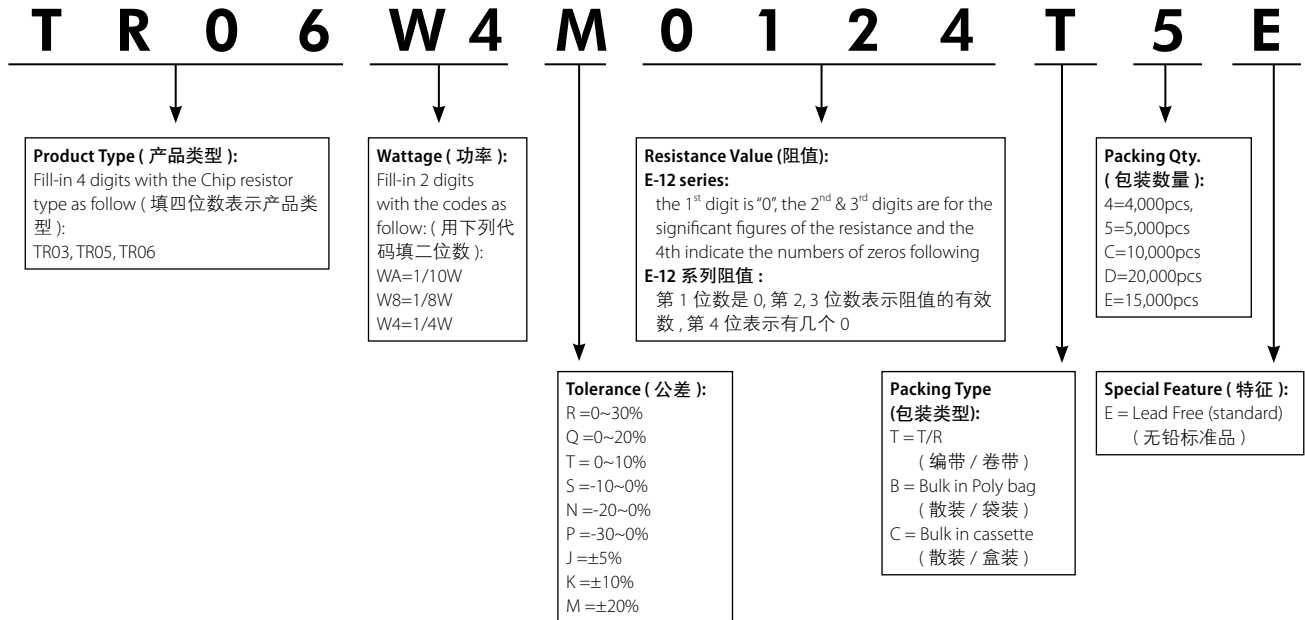 T R 0 6 W 4 M 0 1 2 4 T 5 E
Product Type ( 产品类型 ):
Fill-in 4 digits with the Chip resistor
type as follow ( 填四位数表示产品类
型 ):
TR03, TR05, TR06
Wattage ( 功率 ):
Fill-in 2 digits
with the codes as
follow: ( 用下列代
码填二位数 ):
WA=1/10W
W8=1/8W
W4=1/4W
Resistance Value (阻值):
E-12 series:
the 1st digit is “0”, the 2nd & 3rd digits are for the
significant figures of the resistance and the
4th indicate the numbers of zeros following
E-12 系列阻值 :
第 1 位数是 0, 第 2, 3 位数表示阻值的有效
数 , 第 4 位表示有几个 0
Packing Qty.
( 包装数量 ):
4=4,000pcs,
5=5,000pcs
C=10,000pcs
D=20,000pcs
E=15,000pcs
Tolerance ( 公差 ):
R =0~30%
Q =0~20%
T = 0~10%
S =-10~0%
N =-20~0%
P =-30~0%
J =±5%
K =±10%
M =±20%
Packing Type
(包装类型):
T = T/R
( 编带 / 卷带 )
B = Bulk in Poly bag
( 散装 / 袋装 )
C = Bulk in cassette
( 散装 / 盒装 )
Special Feature ( 特征 ):
E = Lead Free (standard)
( 无铅标准品 )